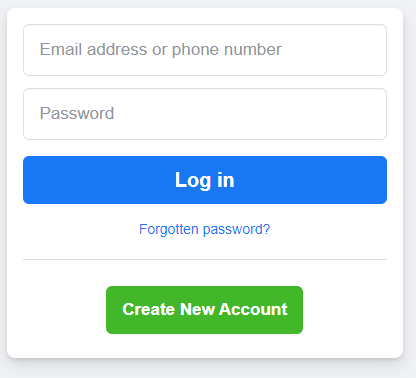 Email address or phone number
Password
Log in
Forgotten password?
Create New Account